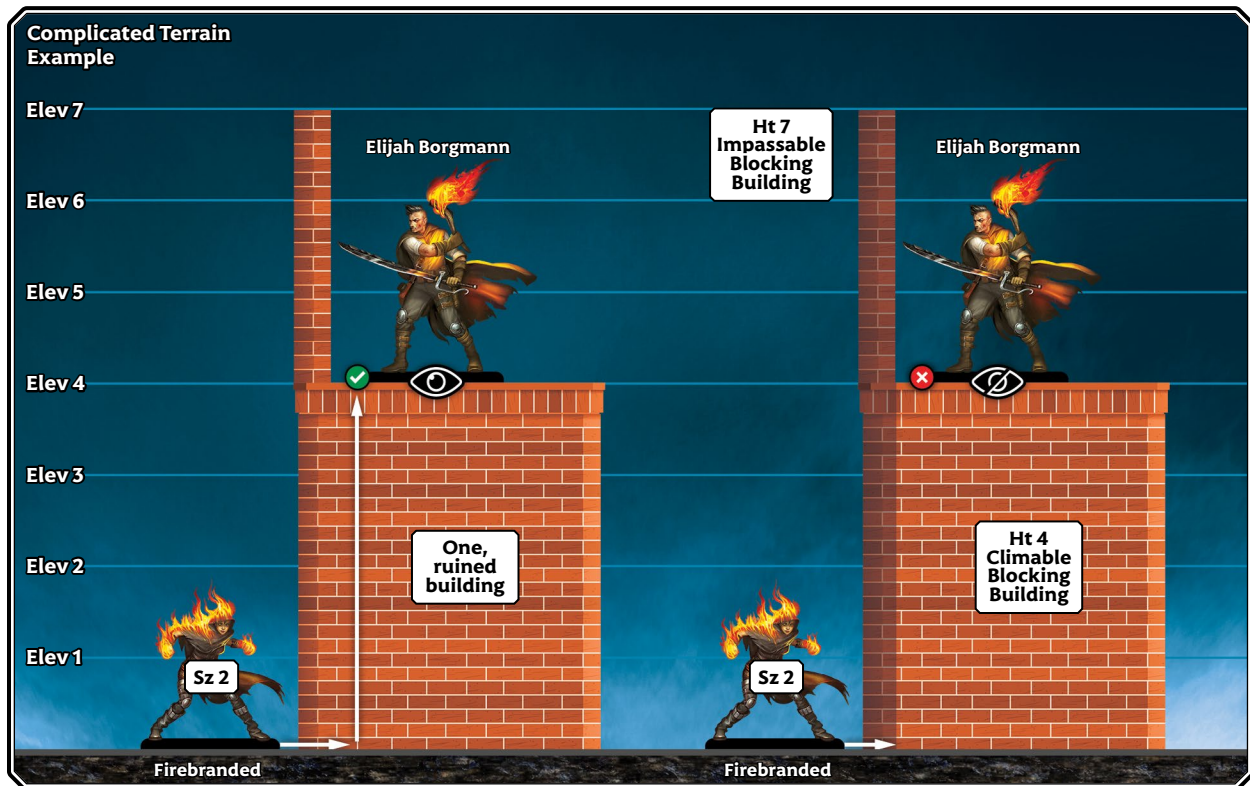 Complicated Terrain
Example
Elev 7
Ht 7
Impassable
Blocking
Building
Elijah Borgmann
Elijah Borgmann
Elev 6
Elev 5
Elev 4
Elev 3
One,
ruined
building
Ht 4
Climable
Blocking
Building
Elev 2
Elev 1
Sz 2
Sz 2
Firebranded
Firebranded